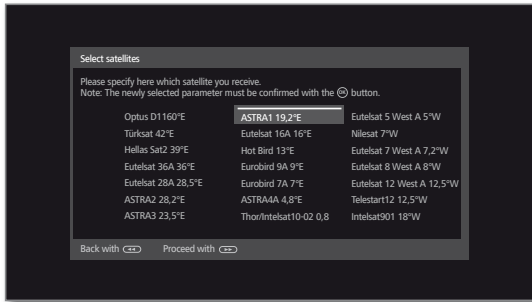 Select satellites
Please specify here which satellite you receive.
Note: The newly selected parameter must be confirmed with the OK button.
Optus D1160°E ASTRA1 19,2°E Eutelsat 5 West A 5°W
Türksat 42°E Eutelsat 16A 16°E Nilesat 7°W
Hellas Sat2 39°E Hot Bird 13°E Eutelsat 7 West A 7,2°W
Eutelsat 36A 36°E Eurobird 9A 9°E Eutelsat 8 West A 8°W
Eutelsat 28A 28,5°E Eurobird 7A 7°E Eutelsat 12 West A 12,5°W
ASTRA2 28,2°E ASTRA4A 4,8°E Telestart12 12,5°W
ASTRA3 23,5°E Thor/Intelsat10-02 0,8 Intelsat901 18°W
Back with Proceed with